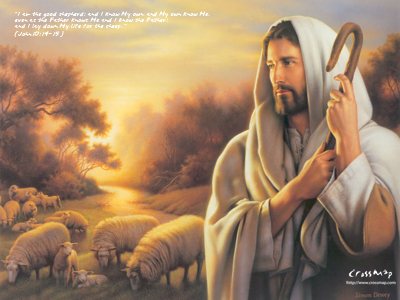 "I am the good shepherd; and I know My own, and My own know Me,
even as the Father knows Me and I know the Father;
and I lay down My life for the sheep."
(John 10:14-15)
crossmap
http://www.crossmap.com
Simon Dewey